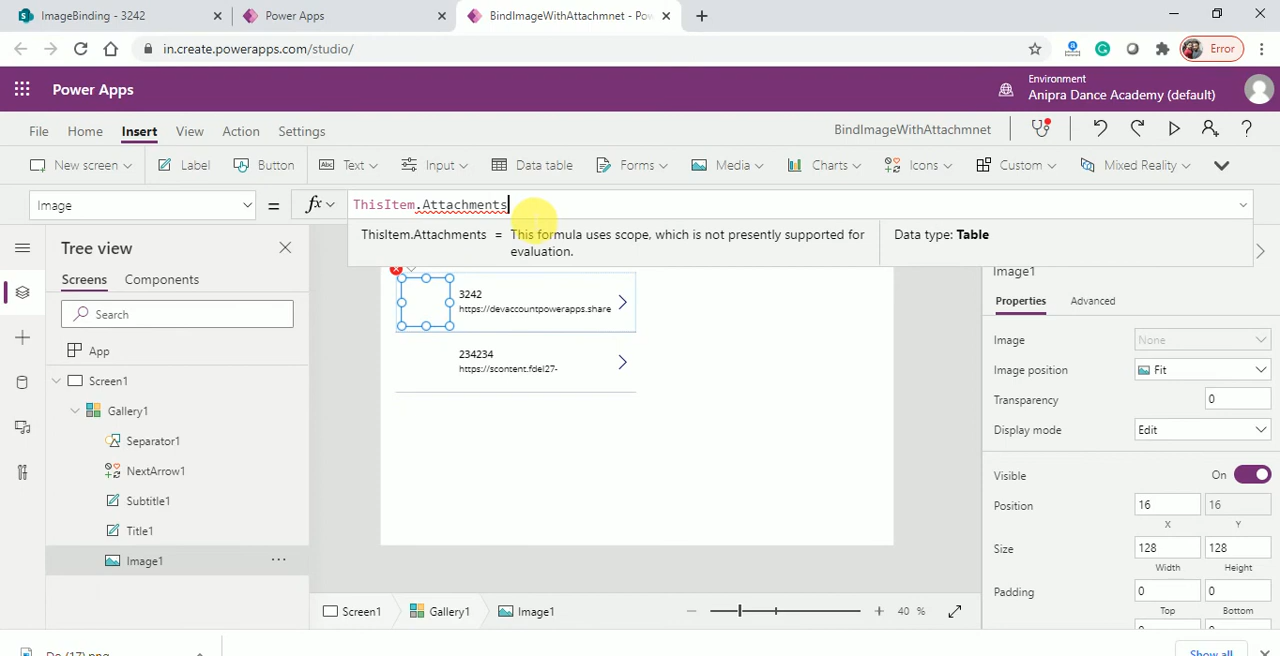 ImageBinding - 3242
Power Apps
BindImageWithAttachmnet - Pow
in.create.powerapps.com/studio/
Error
Power Apps
Environment
Anipra Dance Academy (default)
File Home Insert View Action Settings
BindImageWithAttachmnet
New screen Label Button Text Input Data table Forms Media Charts Icons Custom Mixed Reality
Image = fx ThisItem.Attachments
ThisItem.Attachments = This formula uses scope, which is not presently supported for
evaluation.
Data type: Table
Tree view
Screens Components
Search
App
Screen1
Gallery1
Separator1
NextArrow1
Subtitle1
Title1
Image1
3242
https://devaccountpowerapps.share
234234
https://scontent.fdel27-
Image1
Properties Advanced
Image None
Image position Fit
Transparency 0
Display mode Edit
Visible On
Position 16 16
X Y
Size 128 128
Width Height
Padding 0 0
Top Bottom
Screen1 Gallery1 Image1
40 %
Do (17).png
Show all